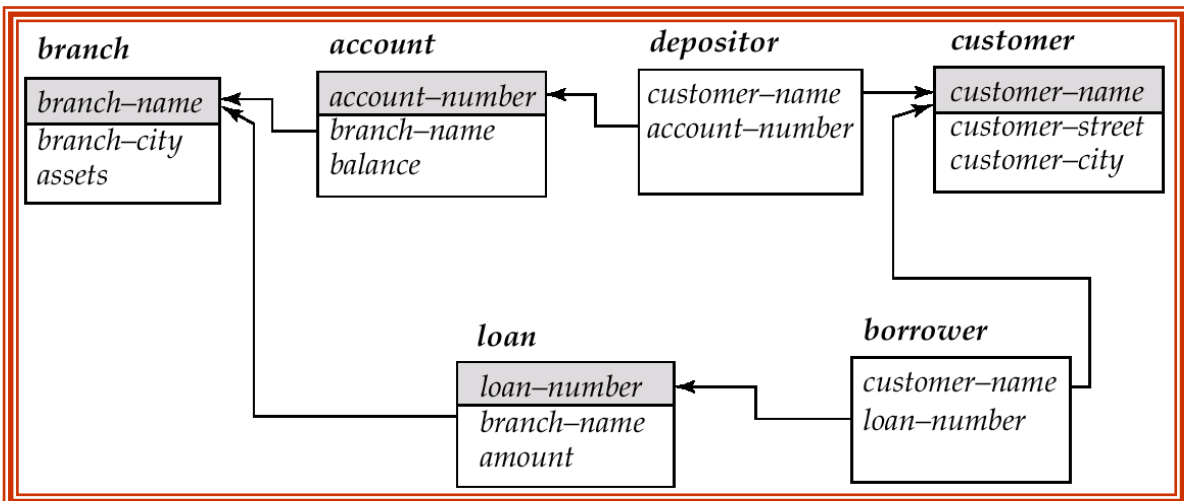 branch
branch–name
branch–city
assets
account
account–number
branch–name
balance
depositor
customer–name
account–number
customer
customer–name
customer–street
customer–city
loan
loan–number
branch–name
amount
borrower
customer–name
loan–number